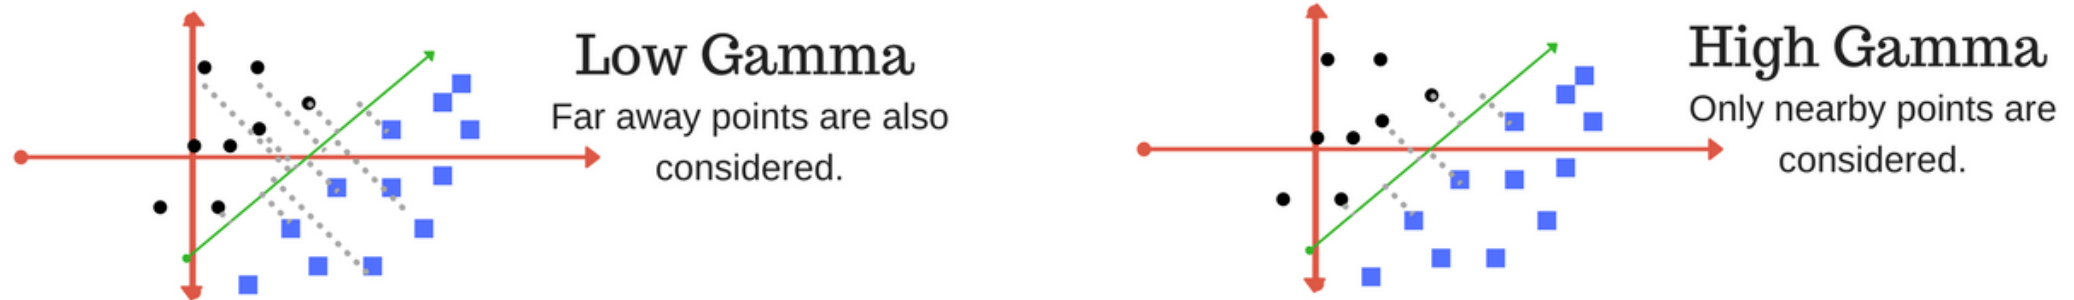 Low Gamma
Far away points are also
considered.
High Gamma
Only nearby points are
considered.